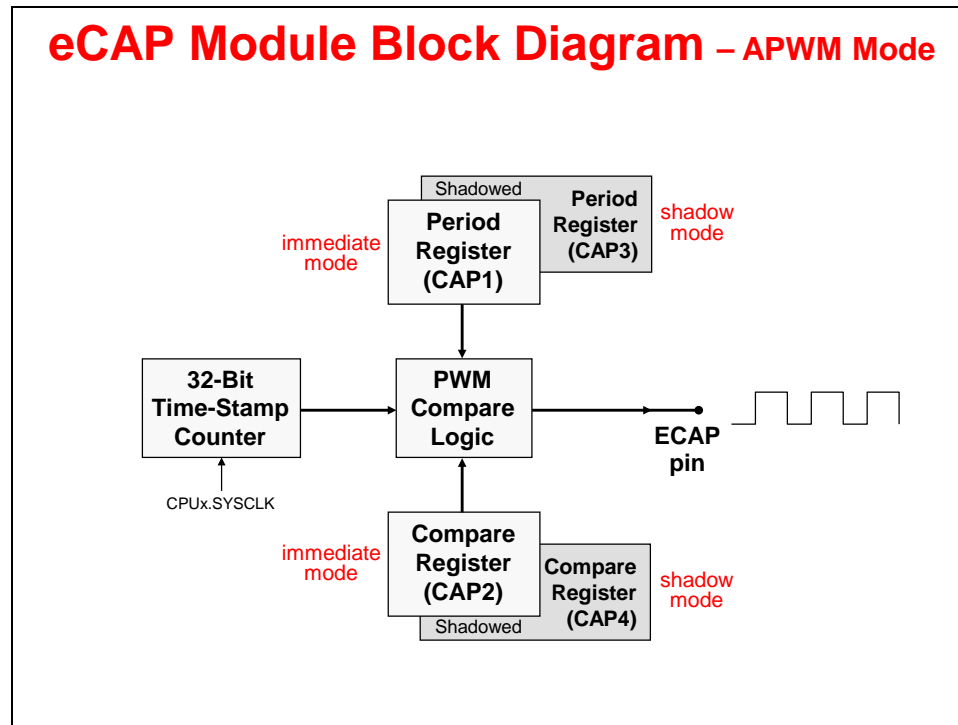 eCAP Module Block Diagram – APWM Mode
Shadowed
Period
Register
(CAP3)
shadow
mode
immediate
mode
Period
Register
(CAP1)
32-Bit
Time-Stamp
Counter
PWM
Compare
Logic
ECAP
pin
CPUx.SYSCLK
immediate
mode
Compare
Register
(CAP2)
Compare
Register
(CAP4)
shadow
mode
Shadowed